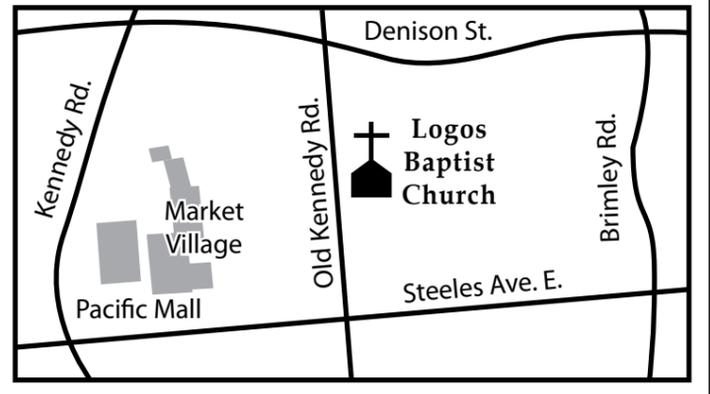 Denison St.
Kennedy Rd.
Old Kennedy Rd.
Logos
Baptist
Church
Brimley Rd.
Market
Village
Steeles Ave. E.
Pacific Mall